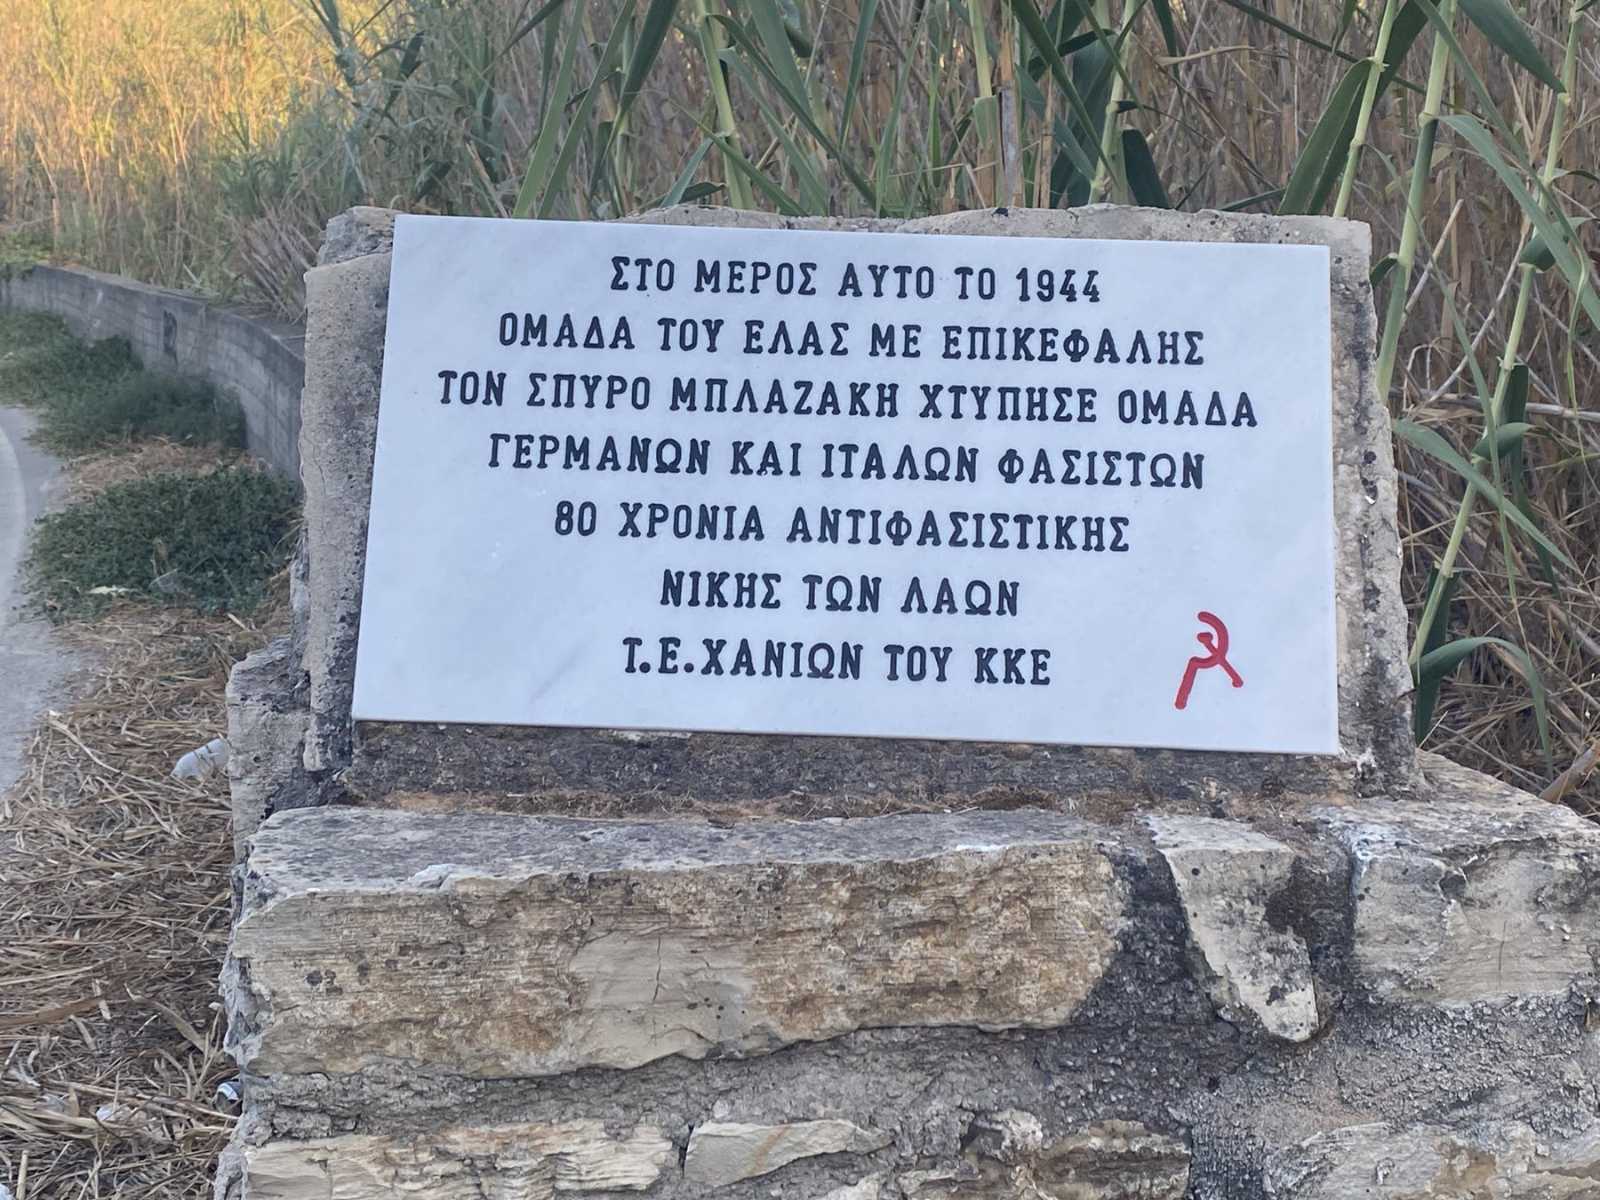 ΣΤΟ ΜΕΡΟΣ ΑΥΤΟ ΤΟ 1944
ΟΜΑΔΑ ΤΟΥ ΕΛΑΣ ΜΕ ΕΠΙΚΕΦΑΛΗΣ
ΤΟΝ ΣΠΥΡΟ ΜΠΛΑΖΑΚΗ ΧΤΥΠΗΣΕ ΟΜΑΔΑ
ΓΕΡΜΑΝΩΝ ΚΑΙ ΙΤΑΛΩΝ ΦΑΣΙΣΤΩΝ
80 ΧΡΟΝΙΑ ΑΝΤΙΦΑΣΙΣΤΙΚΗΣ
ΝΙΚΗΣ ΤΩΝ ΛΑΩΝ
Τ.Ε.ΧΑΝΙΩΝ ΤΟΥ ΚΚΕ